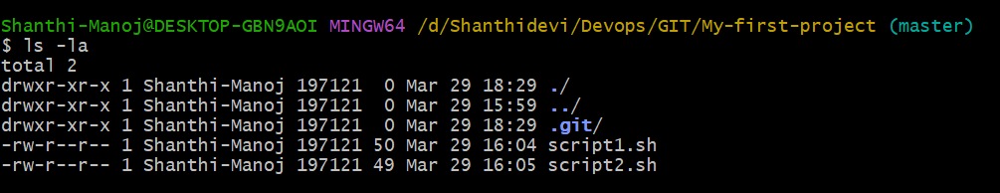 Shanthi-Manoj@DESKTOP-GBN9AOI MINGW64 /d/Shanthidevi/Devops/GIT/My-first-project (master)
$ ls -la
total 2
drwxr-xr-x 1 Shanthi-Manoj 197121  0 Mar 29 18:29 ./
drwxr-xr-x 1 Shanthi-Manoj 197121  0 Mar 29 15:59 ../
drwxr-xr-x 1 Shanthi-Manoj 197121  0 Mar 29 18:29 .git/
-rw-r--r-- 1 Shanthi-Manoj 197121 50 Mar 29 16:04 script1.sh
-rw-r--r-- 1 Shanthi-Manoj 197121 49 Mar 29 16:05 script2.sh